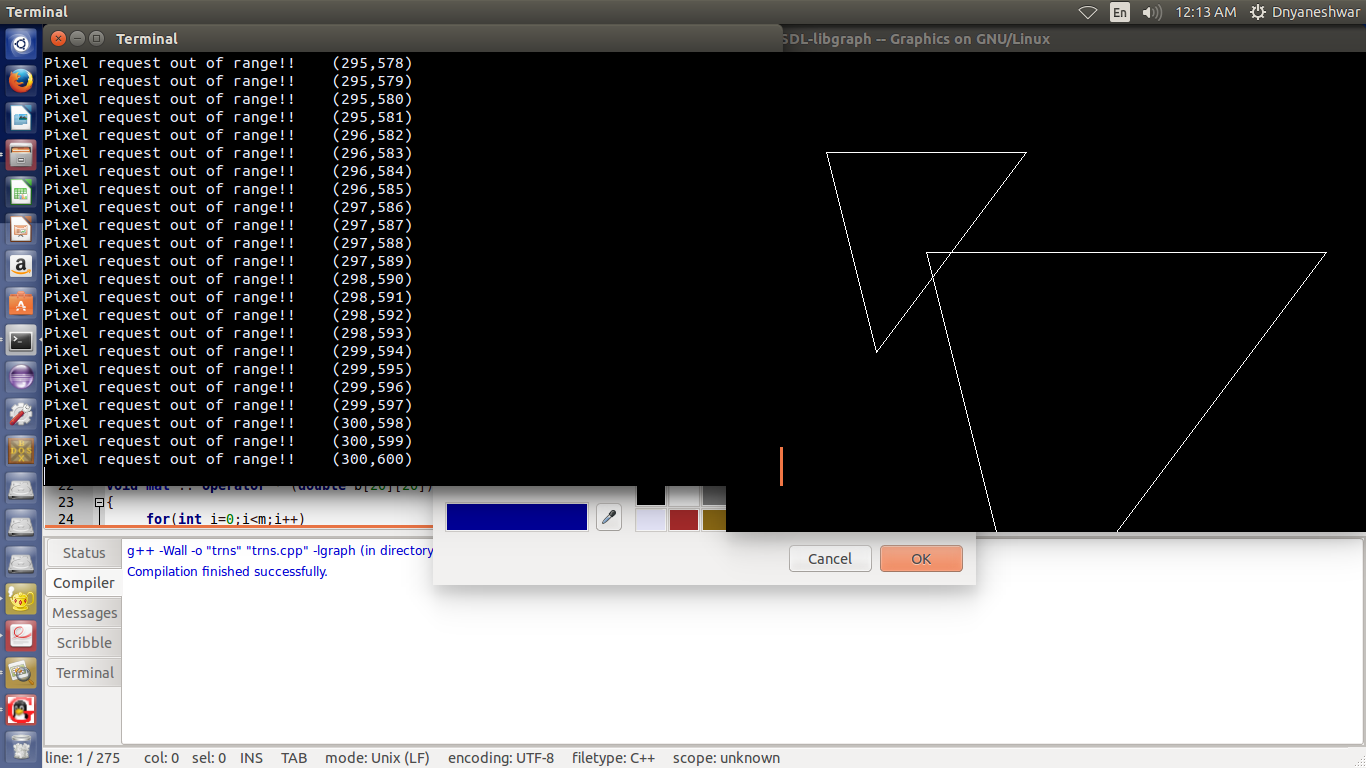 Terminal
En
12:13 AM
Dnyaneshwar
Terminal
SDL-libgraph -- Graphics on GNU/Linux
Pixel request out of range!! (295,578)
Pixel request out of range!! (295,579)
Pixel request out of range!! (295,580)
Pixel request out of range!! (295,581)
Pixel request out of range!! (296,582)
Pixel request out of range!! (296,583)
Pixel request out of range!! (296,584)
Pixel request out of range!! (296,585)
Pixel request out of range!! (297,586)
Pixel request out of range!! (297,587)
Pixel request out of range!! (297,588)
Pixel request out of range!! (297,589)
Pixel request out of range!! (298,590)
Pixel request out of range!! (298,591)
Pixel request out of range!! (298,592)
Pixel request out of range!! (298,593)
Pixel request out of range!! (299,594)
Pixel request out of range!! (299,595)
Pixel request out of range!! (299,596)
Pixel request out of range!! (299,597)
Pixel request out of range!! (300,598)
Pixel request out of range!! (300,599)
Pixel request out of range!! (300,600)
23 {
24 for(int i=0;i<m;i++)
Cancel
OK
Status
Compiler
Messages
Scribble
Terminal
g++ -Wall -o "trns" "trns.cpp" -lgraph (in directory
Compilation finished successfully.
line: 1 / 275 col: 0 sel: 0 INS TAB mode: Unix (LF) encoding: UTF-8 filetype: C++ scope: unknown